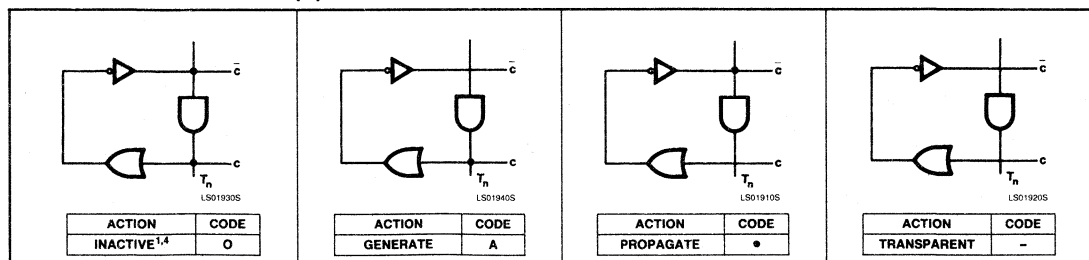 c̄
c
Tn
LS01930S
ACTION CODE
INACTIVE1,4 O
c̄
c
Tn
LS01940S
ACTION CODE
GENERATE A
c̄
c
Tn
LS01910S
ACTION CODE
PROPAGATE •
c̄
c
Tn
LS01920S
ACTION CODE
TRANSPARENT –